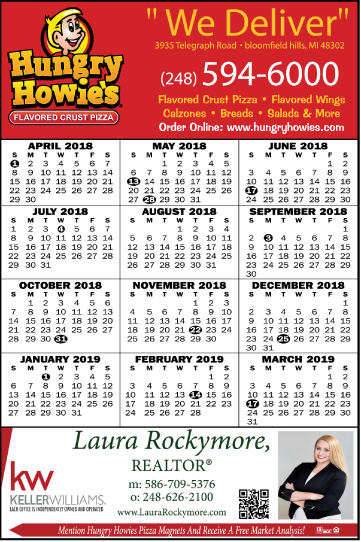 Hungry
Howie's®
FLAVORED CRUST PIZZA
" We Deliver"
3935 Telegraph Road • bloomfield hills, MI 48302
(248) 594-6000
Flavored Crust Pizza • Flavored Wings
Calzones • Breads • Salads & More
Order Online: www.hungryhowies.com
APRIL 2018
S M T W T F S
1 2 3 4 5 6 7
8 9 10 11 12 13 14
15 16 17 18 19 20 21
22 23 24 25 26 27 28
29 30
MAY 2018
S M T W T F S
1 2 3 4 5
6 7 8 9 10 11 12
13 14 15 16 17 18 19
20 21 22 23 24 25 26
27 28 29 30 31
JUNE 2018
S M T W T F S
1 2
3 4 5 6 7 8 9
10 11 12 13 14 15 16
17 18 19 20 21 22 23
24 25 26 27 28 29 30
JULY 2018
S M T W T F S
1 2 3 4 5 6 7
8 9 10 11 12 13 14
15 16 17 18 19 20 21
22 23 24 25 26 27 28
29 30 31
AUGUST 2018
S M T W T F S
1 2 3 4
5 6 7 8 9 10 11
12 13 14 15 16 17 18
19 20 21 22 23 24 25
26 27 28 29 30 31
SEPTEMBER 2018
S M T W T F S
1
2 3 4 5 6 7 8
9 10 11 12 13 14 15
16 17 18 19 20 21 22
23 24 25 26 27 28 29
30
OCTOBER 2018
S M T W T F S
1 2 3 4 5 6
7 8 9 10 11 12 13
14 15 16 17 18 19 20
21 22 23 24 25 26 27
28 29 30 31
NOVEMBER 2018
S M T W T F S
1 2 3
4 5 6 7 8 9 10
11 12 13 14 15 16 17
18 19 20 21 22 23 24
25 26 27 28 29 30
DECEMBER 2018
S M T W T F S
1
2 3 4 5 6 7 8
9 10 11 12 13 14 15
16 17 18 19 20 21 22
23 24 25 26 27 28 29
30 31
JANUARY 2019
S M T W T F S
1 2 3 4 5
6 7 8 9 10 11 12
13 14 15 16 17 18 19
20 21 22 23 24 25 26
27 28 29 30 31
FEBRUARY 2019
S M T W T F S
1 2
3 4 5 6 7 8 9
10 11 12 13 14 15 16
17 18 19 20 21 22 23
24 25 26 27 28
MARCH 2019
S M T W T F S
1 2
3 4 5 6 7 8 9
10 11 12 13 14 15 16
17 18 19 20 21 22 23
24 25 26 27 28 29 30
31
kw
KELLERWILLIAMS.
EACH OFFICE IS INDEPENDENTLY OWNED AND OPERATED
Laura Rockymore,
REALTOR®
m: 586-709-5376
o: 248-626-2100
www.LauraRockymore.com
Mention Hungry Howies Pizza Magnets And Receive A Free Market Analysis!